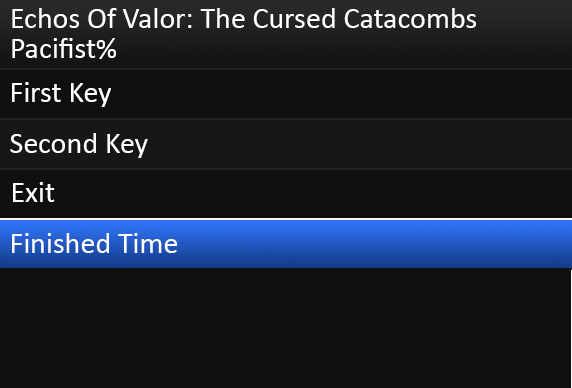 Echos Of Valor: The Cursed Catacombs
Pacifist%
First Key
Second Key
Exit
Finished Time